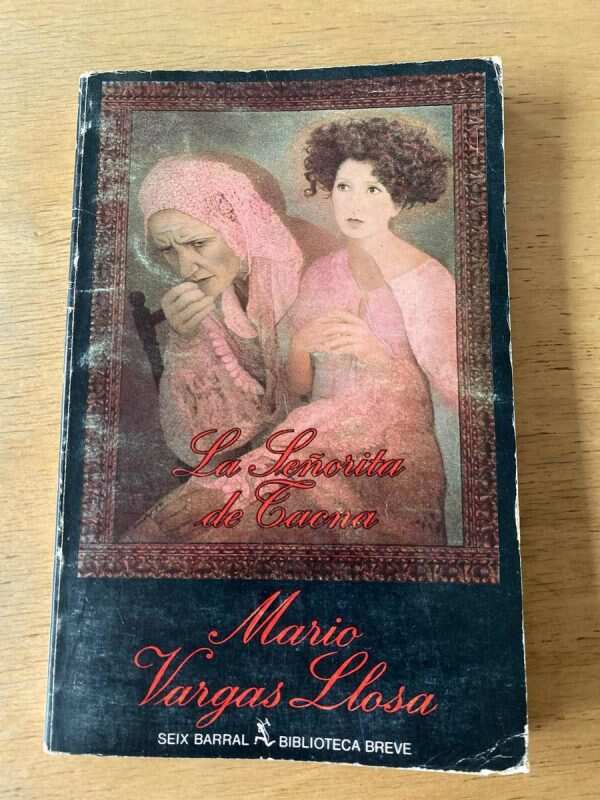 La Señorita
de Tacna
Mario
Vargas Llosa
SEIX BARRAL BIBLIOTECA BREVE